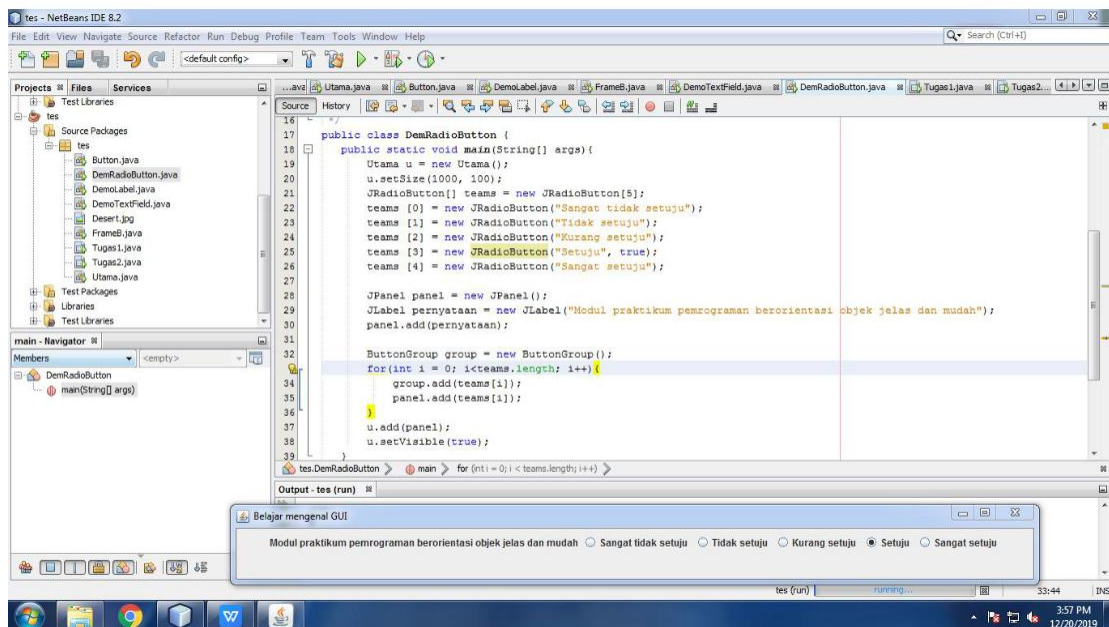 tes - NetBeans IDE 8.2
File Edit View Navigate Source Refactor Run Debug Profile Team Tools Window Help
Search (Ctrl+I)
<default config>
Projects Files Services
Test Libraries
tes
Source Packages
tes
Button.java
DemRadioButton.java
DemoLabel.java
DemoTextField.java
Desert.jpg
FrameB.java
Tugas1.java
Tugas2.java
Utama.java
Test Packages
Libraries
Test Libraries
main - Navigator
Members <empty>
DemRadioButton
main(String[] args)
...ava Utama.java Button.java DemoLabel.java FrameB.java DemoTextField.java DemRadioButton.java Tugas1.java Tugas2...
Source History
16 */
17 public class DemRadioButton {
18 public static void main(String[] args){
19 Utama u = new Utama();
20 u.setSize(1000, 100);
21 JRadioButton[] teams = new JRadioButton[5];
22 teams [0] = new JRadioButton("Sangat tidak setuju");
23 teams [1] = new JRadioButton("Tidak setuju");
24 teams [2] = new JRadioButton("Kurang setuju");
25 teams [3] = new JRadioButton("Setuju", true);
26 teams [4] = new JRadioButton("Sangat setuju");
27
28 JPanel panel = new JPanel();
29 JLabel pernyataan = new JLabel("Modul praktikum pemrograman berorientasi objek jelas dan mudah");
30 panel.add(pernyataan);
31
32 ButtonGroup group = new ButtonGroup();
for(int i = 0; i<teams.length; i++){
34 group.add(teams[i]);
35 panel.add(teams[i]);
36 }
37 u.add(panel);
38 u.setVisible(true);
39 }
tes.DemRadioButton main for (int i = 0; i < teams.length; i++)
Output - tes (run)
Belajar mengenal GUI
Modul praktikum pemrograman berorientasi objek jelas dan mudah Sangat tidak setuju Tidak setuju Kurang setuju Setuju Sangat setuju
tes (run) running... 33:44 INS
3:57 PM
12/20/2019